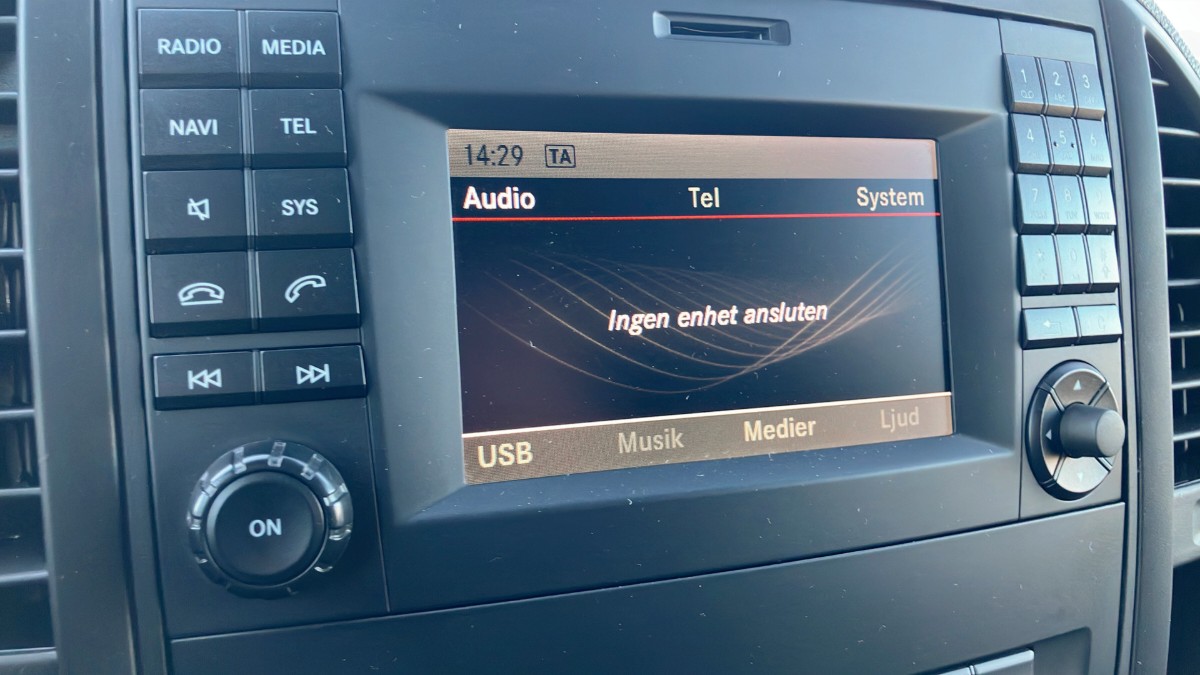 RADIO MEDIA
NAVI TEL
SYS
ON
14:29 TA
Audio Tel System
Ingen enhet ansluten
USB Musik Medier Ljud
1 2 3
4 5 6
7 8
0